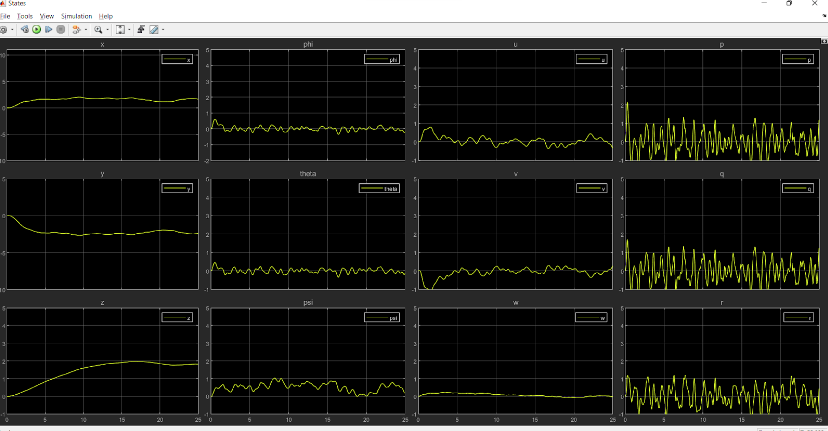 States
File Tools View Simulation Help
x phi u p
x phi u p
10 5 5 5
5 4 4 4
3 3 3
0 2 2 2
1 1 1
-5 0 0 0
-1 -1 -1
-10 -2
y theta v q
y theta v q
5 5 5 5
4 4 4
0 3 3 3
2 2 2
-5 1 1 1
0 0 0
-10 -1 -1 -1
z psi w r
z psi w r
5 5 5 5
4 4 4 4
3 3 3 3
2 2 2 2
1 1 1 1
0 0 0 0
-1 -1 -1 -1
0 5 10 15 20 25 0 5 10 15 20 25 0 5 10 15 20 25 0 5 10 15 20 25